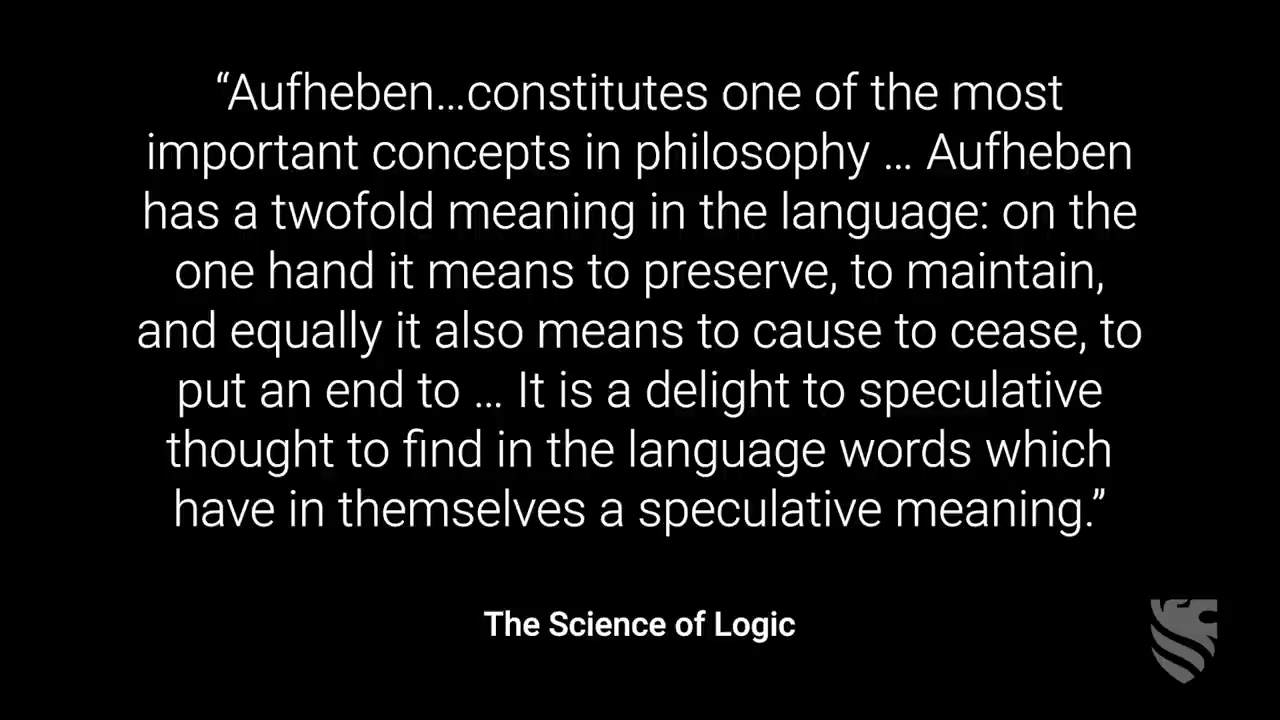 “Aufheben...constitutes one of the most
important concepts in philosophy ... Aufheben
has a twofold meaning in the language: on the
one hand it means to preserve, to maintain,
and equally it also means to cause to cease, to
put an end to ... It is a delight to speculative
thought to find in the language words which
have in themselves a speculative meaning.”
The Science of Logic